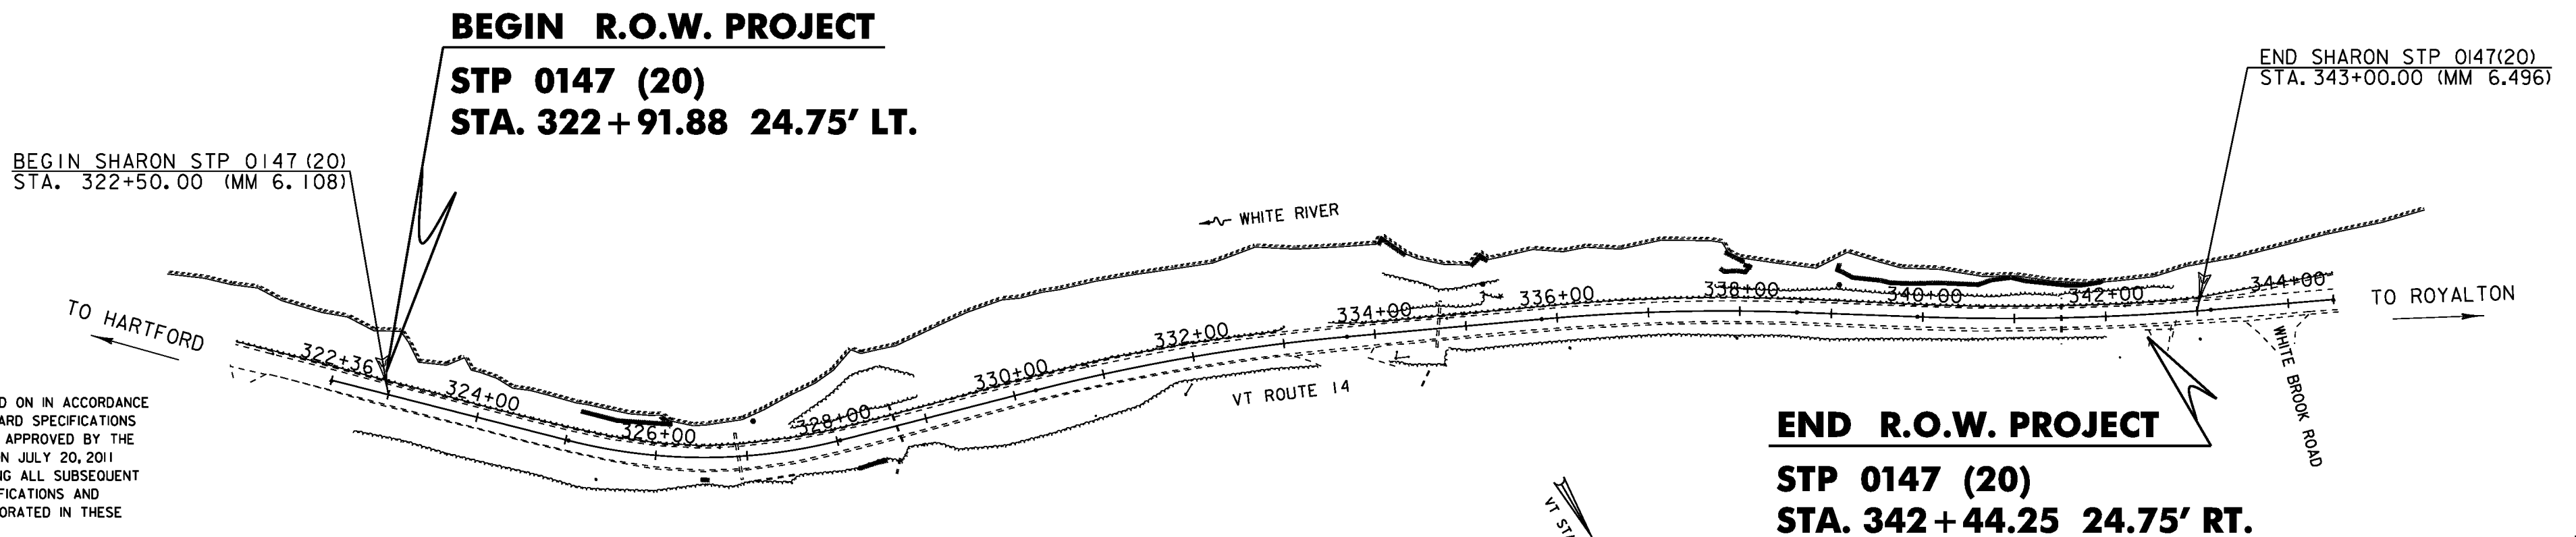 BEGIN R.O.W. PROJECT
STP 0147 (20)
STA. 322+91.88 24.75' LT.
END SHARON STP 0147(20)
STA. 343+00.00 (MM 6.496)
BEGIN SHARON STP 0147 (20)
STA. 322+50.00 (MM 6.108)
WHITE RIVER
TO HARTFORD
TO ROYALTON
322+36
324+00
326+00
328+00
330+00
332+00
334+00
336+00
338+00
340+00
342+00
344+00
VT ROUTE 14
WHITE BROOK ROAD
D ON IN ACCORDANCE
ARD SPECIFICATIONS
APPROVED BY THE
N JULY 20, 2011
G ALL SUBSEQUENT
IFICATIONS AND
ORATED IN THESE
END R.O.W. PROJECT
STP 0147 (20)
STA. 342+44.25 24.75' RT.
VT ST